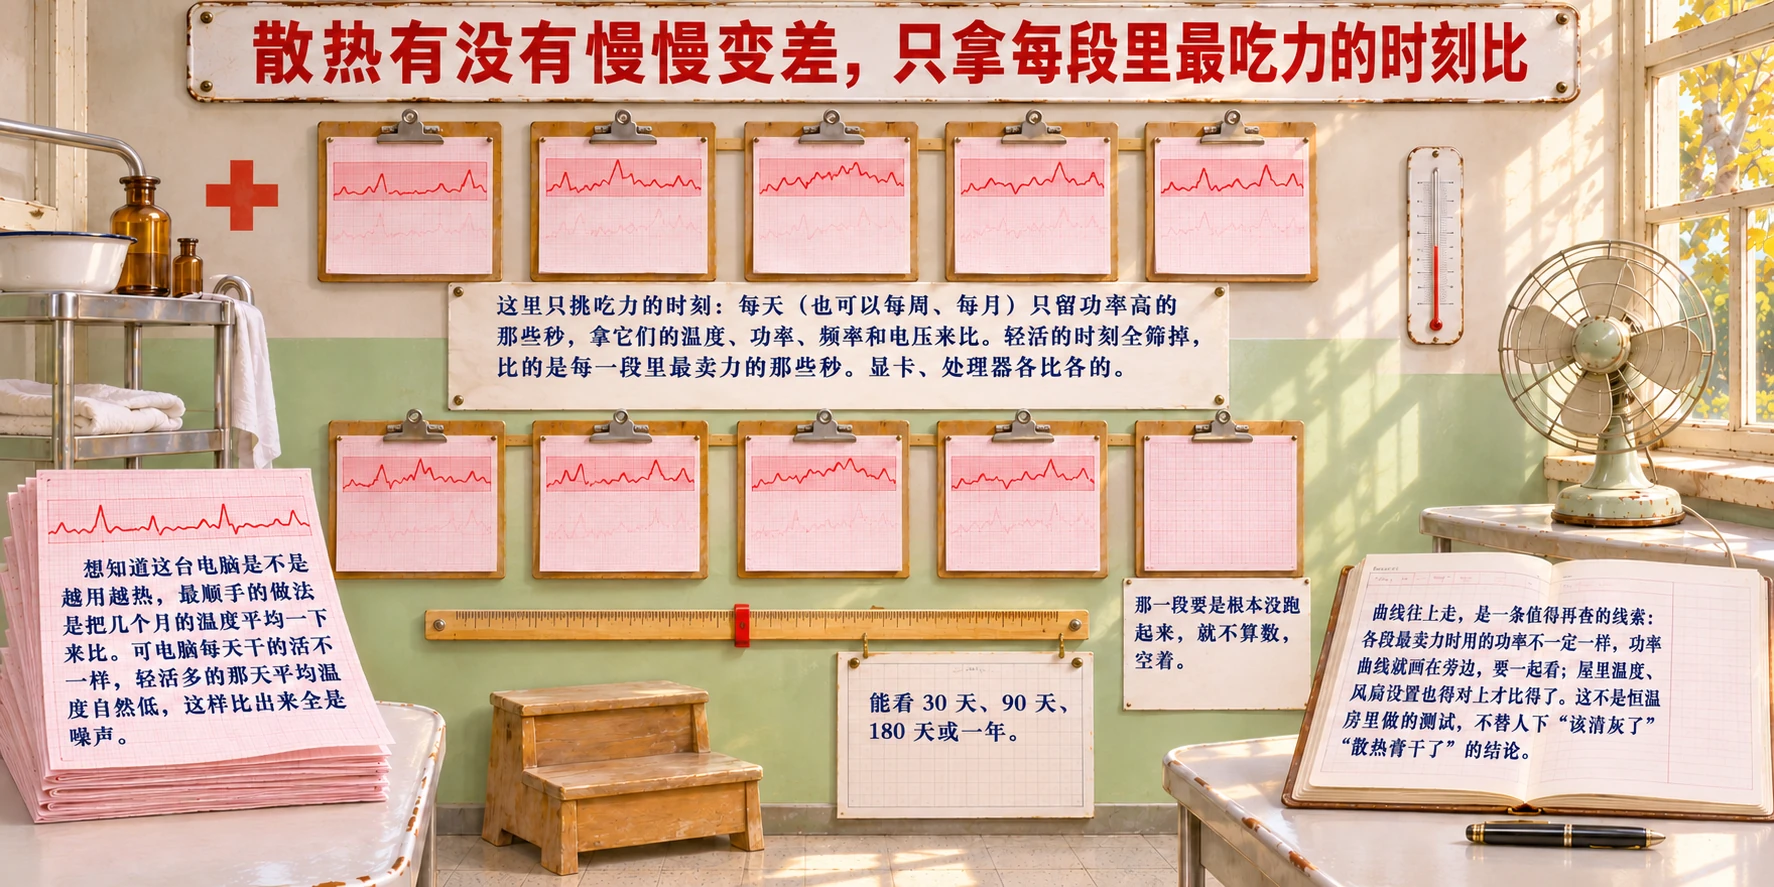 散热有没有慢慢变差，只拿每段里最吃力的时刻比
这里只挑吃力的时刻：每天（也可以每周、每月）只留功率高的
那些秒，拿它们的温度、功率、频率和电压来比。轻活的时刻全筛掉，
比的是每一段里最卖力的那些秒。显卡、处理器各比各的。
想知道这台电脑是不是
越用越热，最顺手的做法
是把几个月的温度平均一下
来比。可电脑每天干的活不
一样，轻活多的那天平均温
度自然低，这样比出来全是
噪声。
能看 30 天、90 天、
180 天或一年。
那一段要是根本没跑
起来，就不算数，
空着。
曲线往上走，是一条值得再查的线索：
各段最卖力时用的功率不一定一样，功率
曲线就画在旁边，要一起看；屋里温度、
风扇设置也得对上才比得了。这不是恒温
房里做的测试，不替人下“该清灰了”
“散热膏干了”的结论。